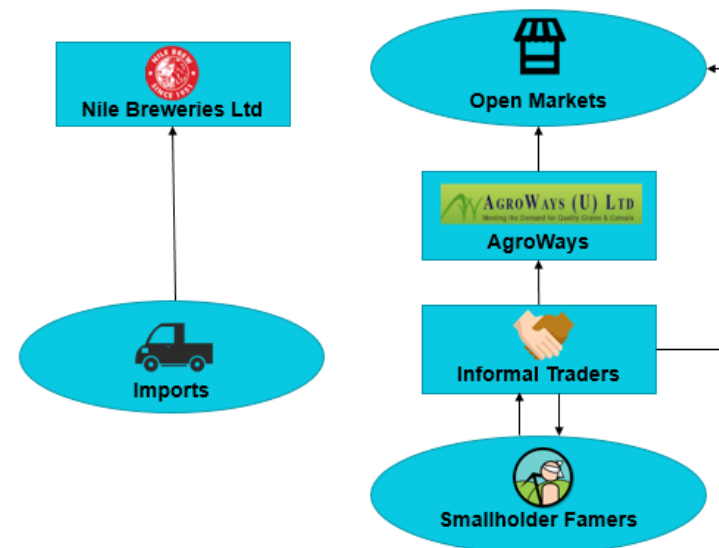 NILE BREW
SINCE 1951
Nile Breweries Ltd
Open Markets
AGROWAYS (U) LTD
Meeting the Demand for Quality Grains & Cereals
AgroWays
Imports
Informal Traders
Smallholder Famers